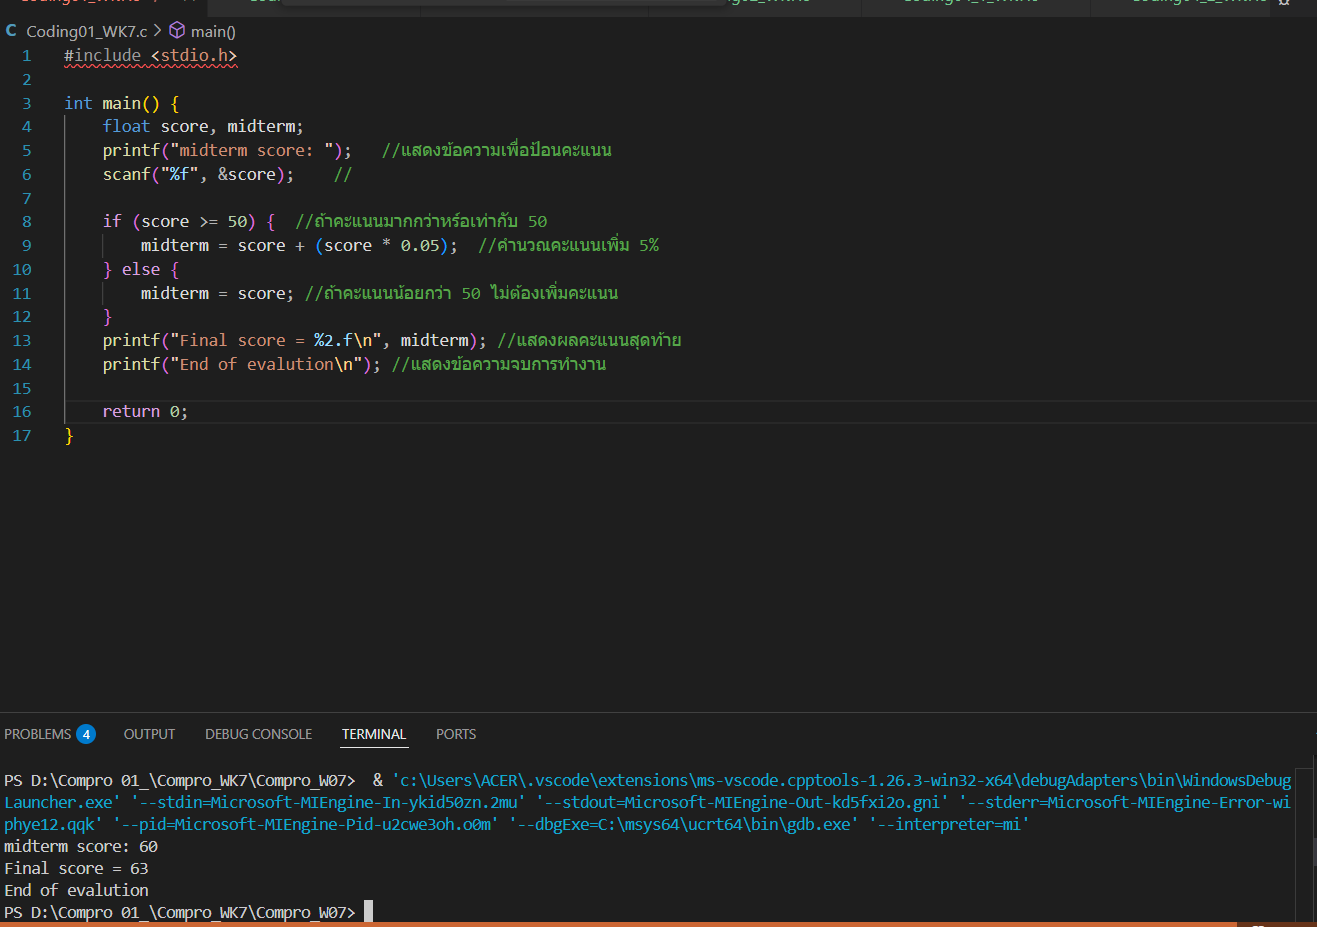 Coding01_WK7.c > main()
1 #include <stdio.h>
2
3 int main() {
4 float score, midterm;
5 printf("midterm score: "); //แสดงข้อความเพื่อป้อนคะแนน
6 scanf("%f", &score); //
7
8 if (score >= 50) { //ถ้าคะแนนมากกว่าหร์อเท่ากับ 50
9 midterm = score + (score * 0.05); //คำนวณคะแนนเพิ่ม 5%
10 } else {
11 midterm = score; //ถ้าคะแนนน้อยกว่า 50 ไม่ต้องเพิ่มคะแนน
12 }
13 printf("Final score = %2.f\n", midterm); //แสดงผลคะแนนสุดท้าย
14 printf("End of evalution\n"); //แสดงข้อความจบการทำงาน
15
16 return 0;
17 }
PROBLEMS 4 OUTPUT DEBUG CONSOLE TERMINAL PORTS
PS D:\Compro 01_\Compro_WK7\Compro_W07> & 'c:\Users\ACER\.vscode\extensions\ms-vscode.cpptools-1.26.3-win32-x64\debugAdapters\bin\WindowsDebug
Launcher.exe' '--stdin=Microsoft-MIEngine-In-ykid50zn.2mu' '--stdout=Microsoft-MIEngine-Out-kd5fxi2o.gni' '--stderr=Microsoft-MIEngine-Error-wi
phye12.qqk' '--pid=Microsoft-MIEngine-Pid-u2cwe3oh.o0m' '--dbgExe=C:\msys64\ucrt64\bin\gdb.exe' '--interpreter=mi'
midterm score: 60
Final score = 63
End of evalution
PS D:\Compro 01_\Compro_WK7\Compro_W07>